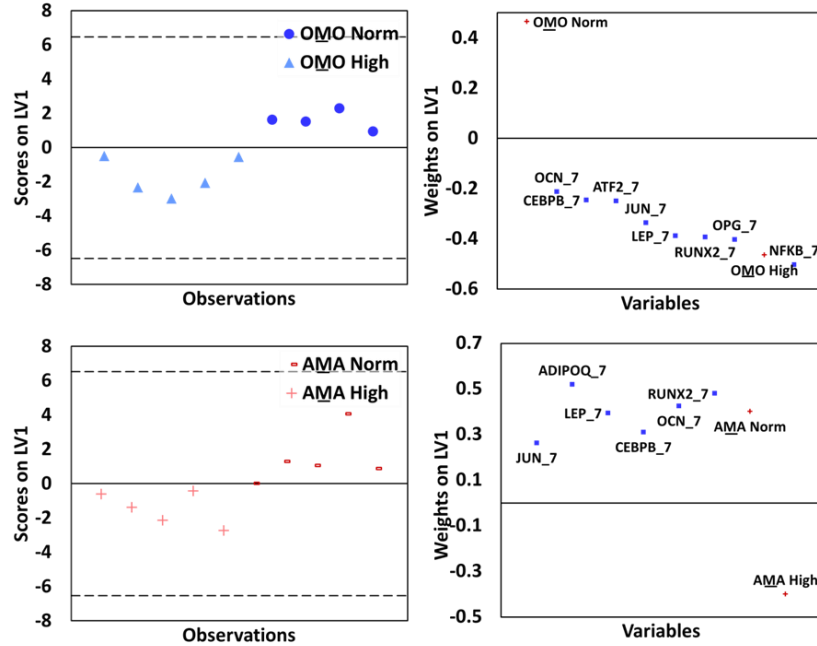 8
6
4
2
0
-2
-4
-6
-8
Scores on LV1
Observations
OMO Norm
OMO High
0.4
0.2
0
-0.2
-0.4
-0.6
Weights on LV1
Variables
OMO Norm
OCN_7
CEBPB_7
ATF2_7
JUN_7
LEP_7
RUNX2_7
OPG_7
NFKB_7
OMO High
8
6
4
2
0
-2
-4
-6
-8
Scores on LV1
Observations
AMA Norm
AMA High
0.7
0.5
0.3
0.1
-0.1
-0.3
-0.5
Weights on LV1
Variables
ADIPOQ_7
JUN_7
LEP_7
CEBPB_7
RUNX2_7
OCN_7
AMA Norm
AMA High